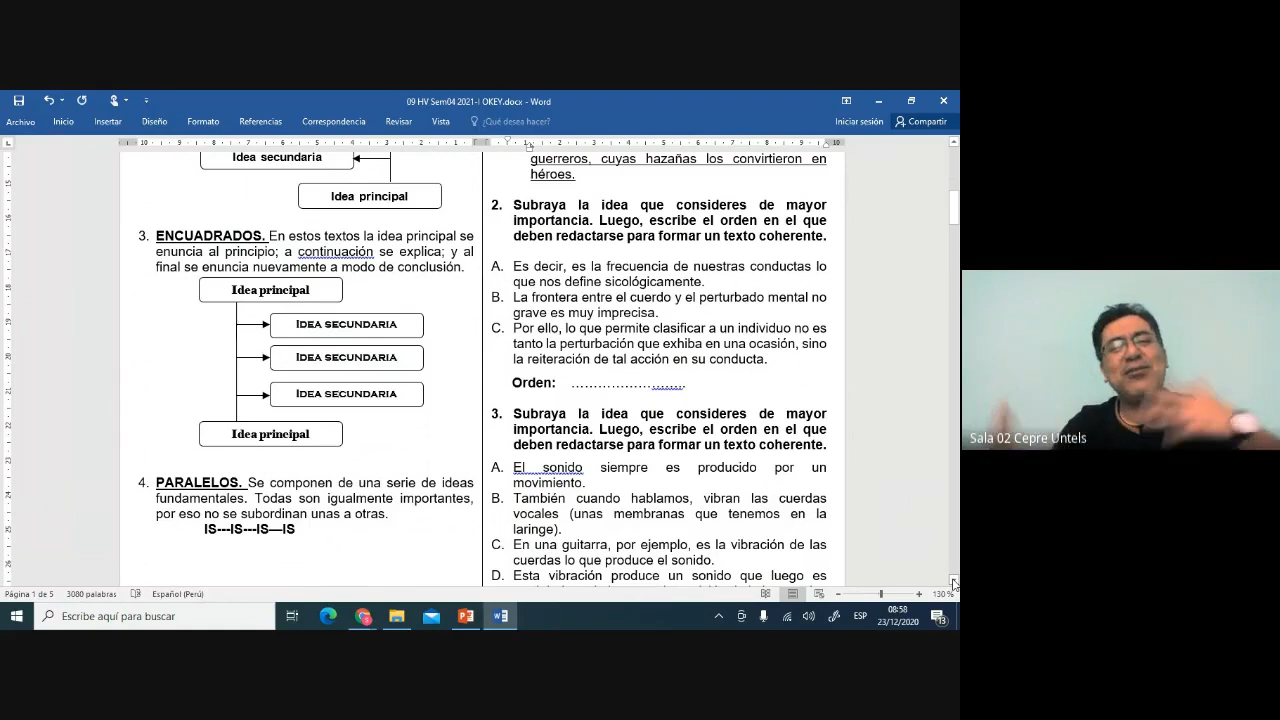 09 HV Sem04 2021-I OKEY.docx - Word
Archivo Inicio Insertar Diseño Formato Referencias Correspondencia Revisar Vista ¿Qué desea hacer? Iniciar sesión Compartir
Idea secundaria
Idea principal
3. ENCUADRADOS. En estos textos la idea principal se
enuncia al principio; a continuación se explica; y al
final se enuncia nuevamente a modo de conclusión.
Idea principal
IDEA SECUNDARIA
IDEA SECUNDARIA
IDEA SECUNDARIA
Idea principal
4. PARALELOS. Se componen de una serie de ideas
fundamentales. Todas son igualmente importantes,
por eso no se subordinan unas a otras.
IS---IS---IS—IS
guerreros, cuyas hazañas los convirtieron en
héroes.
2. Subraya la idea que consideres de mayor
importancia. Luego, escribe el orden en el que
deben redactarse para formar un texto coherente.
A. Es decir, es la frecuencia de nuestras conductas lo
que nos define sicológicamente.
B. La frontera entre el cuerdo y el perturbado mental no
grave es muy imprecisa.
C. Por ello, lo que permite clasificar a un individuo no es
tanto la perturbación que exhiba en una ocasión, sino
la reiteración de tal acción en su conducta.
Orden: ……………………….
3. Subraya la idea que consideres de mayor
importancia. Luego, escribe el orden en el que
deben redactarse para formar un texto coherente.
A. El sonido siempre es producido por un
movimiento.
B. También cuando hablamos, vibran las cuerdas
vocales (unas membranas que tenemos en la
laringe).
C. En una guitarra, por ejemplo, es la vibración de las
cuerdas lo que produce el sonido.
D. Esta vibración produce un sonido que luego es
Sala 02 Cepre Untels
Página 1 de 5 3080 palabras Español (Perú) 130 %
Escribe aquí para buscar
ESP
08:58
23/12/2020
13